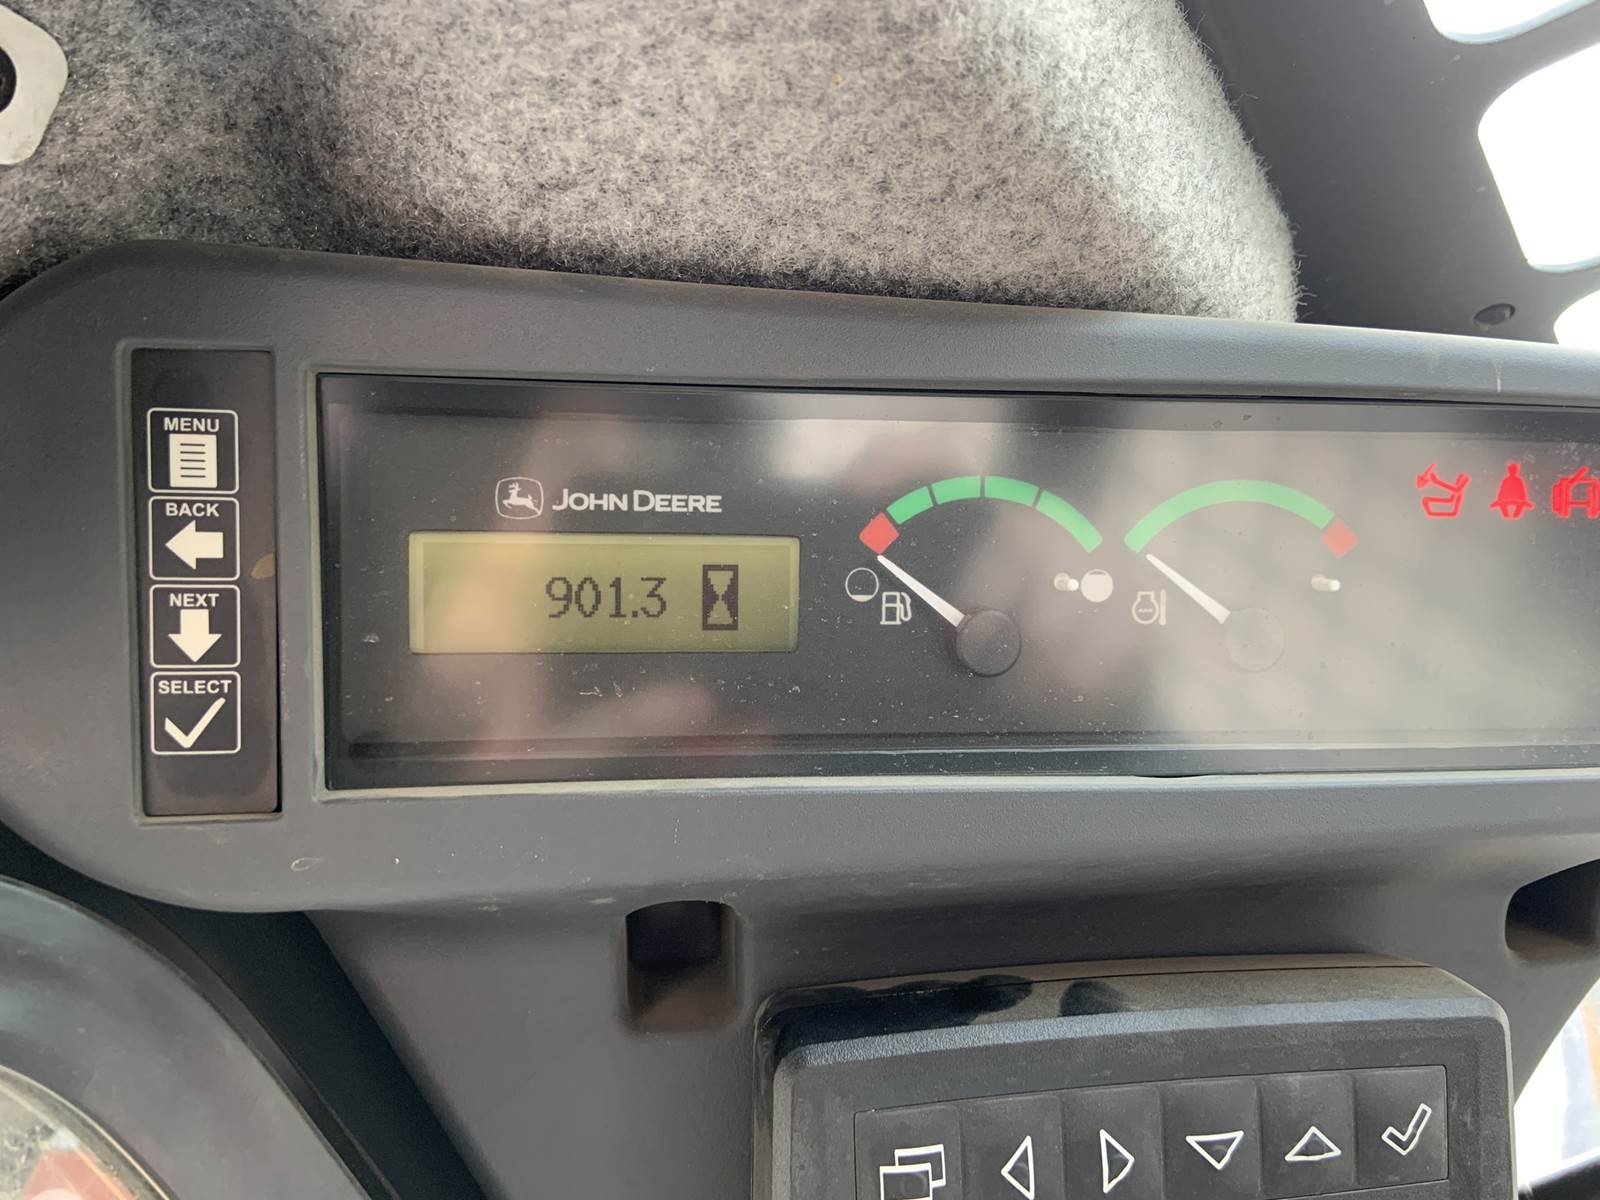 MENU
BACK
NEXT
SELECT
JOHN DEERE
901.3